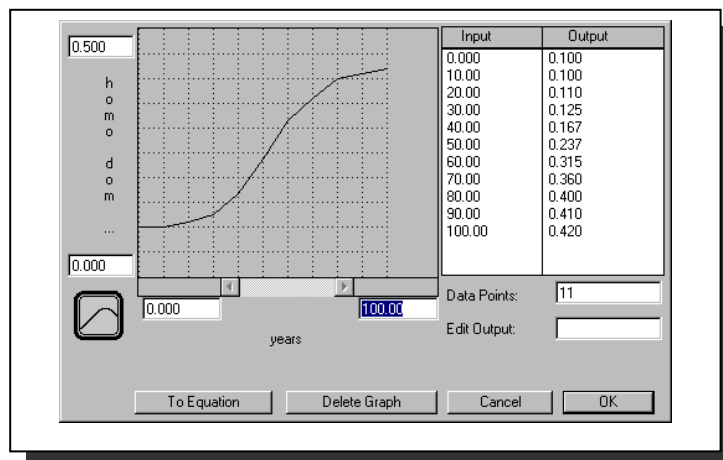 Input Output
0.500
0.000 0.100
10.00 0.100
20.00 0.110
30.00 0.125
40.00 0.167
50.00 0.237
60.00 0.315
70.00 0.360
80.00 0.400
90.00 0.410
100.00 0.420
homo dom ...
0.000
0.000 100.00
years
Data Points: 11
Edit Output:
To Equation Delete Graph Cancel OK